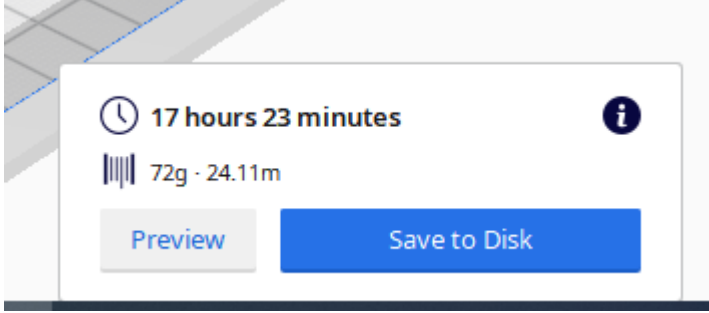 17 hours 23 minutes
72g · 24.11m
Preview
Save to Disk